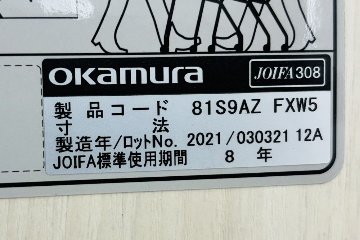 okamura JOIFA308
製品コード 81S9AZ FXW5
寸法
製造年/ロットNo. 2021/030321 12A
JOIFA標準使用期間 8 年